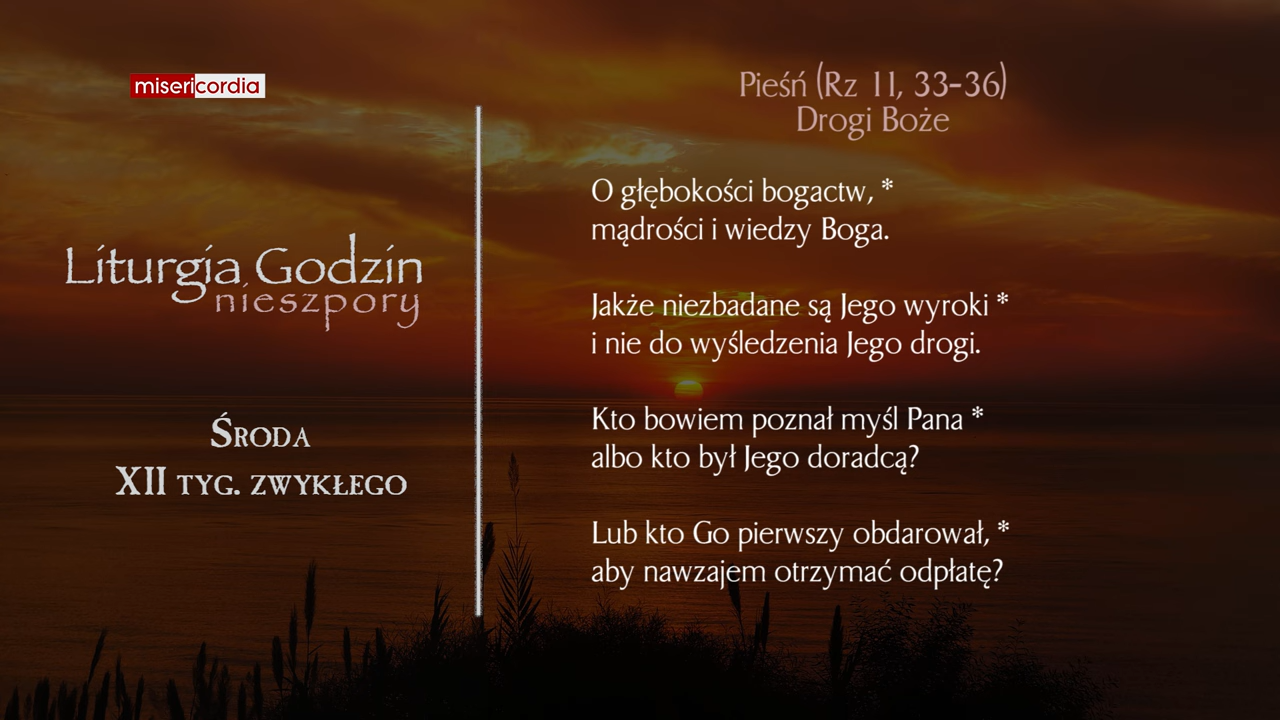 misericordia
Liturgia Godzin
nieszpory
Środa
XII tyg. zwykłego
Pieśń (Rz 11, 33-36)
Drogi Boże
O głębokości bogactw, *
mądrości i wiedzy Boga.
Jakże niezbadane są Jego wyroki *
i nie do wyśledzenia Jego drogi.
Kto bowiem poznał myśl Pana *
albo kto był Jego doradcą?
Lub kto Go pierwszy obdarował, *
aby nawzajem otrzymać odpłatę?